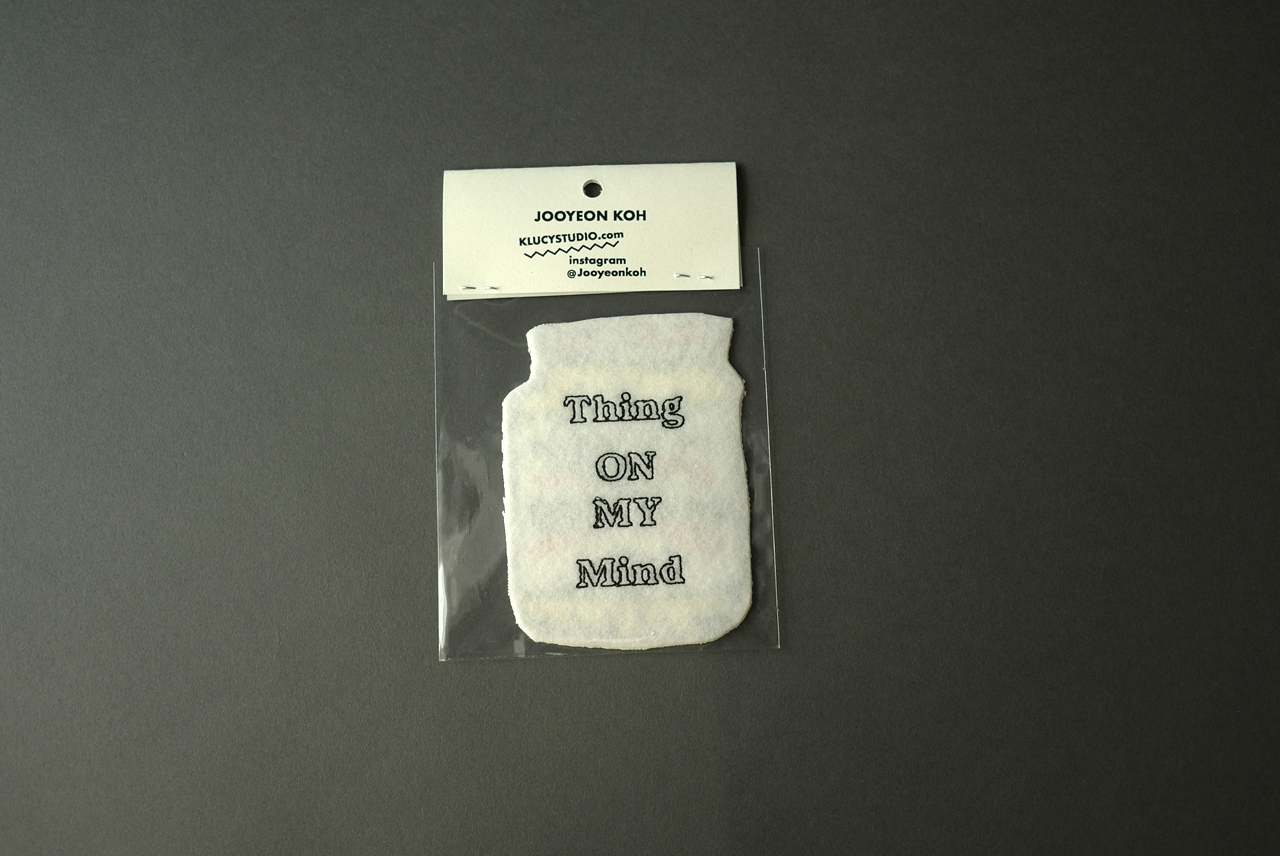 JOOYEON KOH
KLUCYSTUDIO.com
instagram
@Jooyeonkoh
Thing
ON
MY
Mind